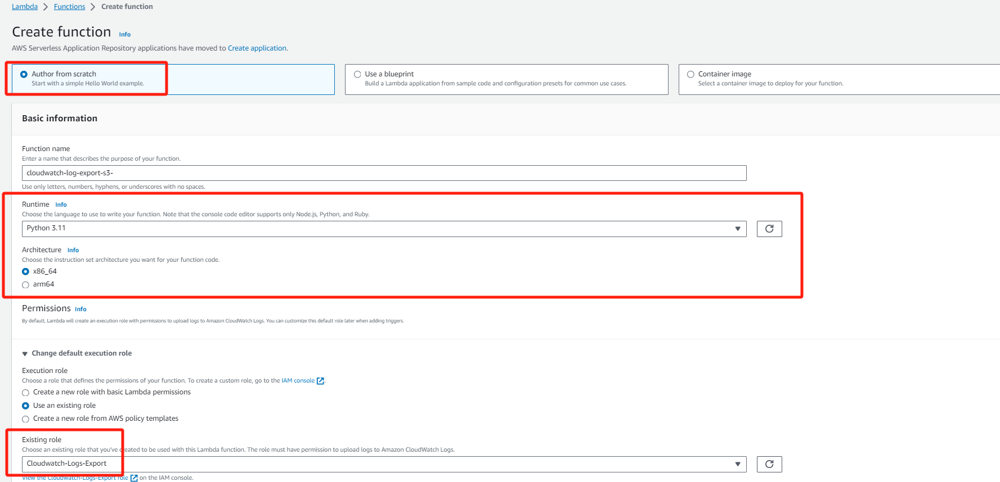 Lambda > Functions > Create function
Create function Info
AWS Serverless Application Repository applications have moved to Create application.
Author from scratch
Start with a simple Hello World example.
Use a blueprint
Build a Lambda application from sample code and configuration presets for common use cases.
Container image
Select a container image to deploy for your function.
Basic information
Function name
Enter a name that describes the purpose of your function.
cloudwatch-log-export-s3-
Use only letters, numbers, hyphens, or underscores with no spaces.
Runtime Info
Choose the language to use to write your function. Note that the console code editor supports only Node.js, Python, and Ruby.
Python 3.11
Architecture Info
Choose the instruction set architecture you want for your function code.
x86_64
arm64
Permissions Info
By default, Lambda will create an execution role with permissions to upload logs to Amazon CloudWatch Logs. You can customize this default role later when adding triggers.
Change default execution role
Execution role
Choose a role that defines the permissions of your function. To create a custom role, go to the IAM console.
Create a new role with basic Lambda permissions
Use an existing role
Create a new role from AWS policy templates
Existing role
Choose an existing role that you've created to be used with this Lambda function. The role must have permission to upload logs to Amazon CloudWatch Logs.
Cloudwatch-Logs-Export
View the Cloudwatch-Logs-Export role on the IAM console.